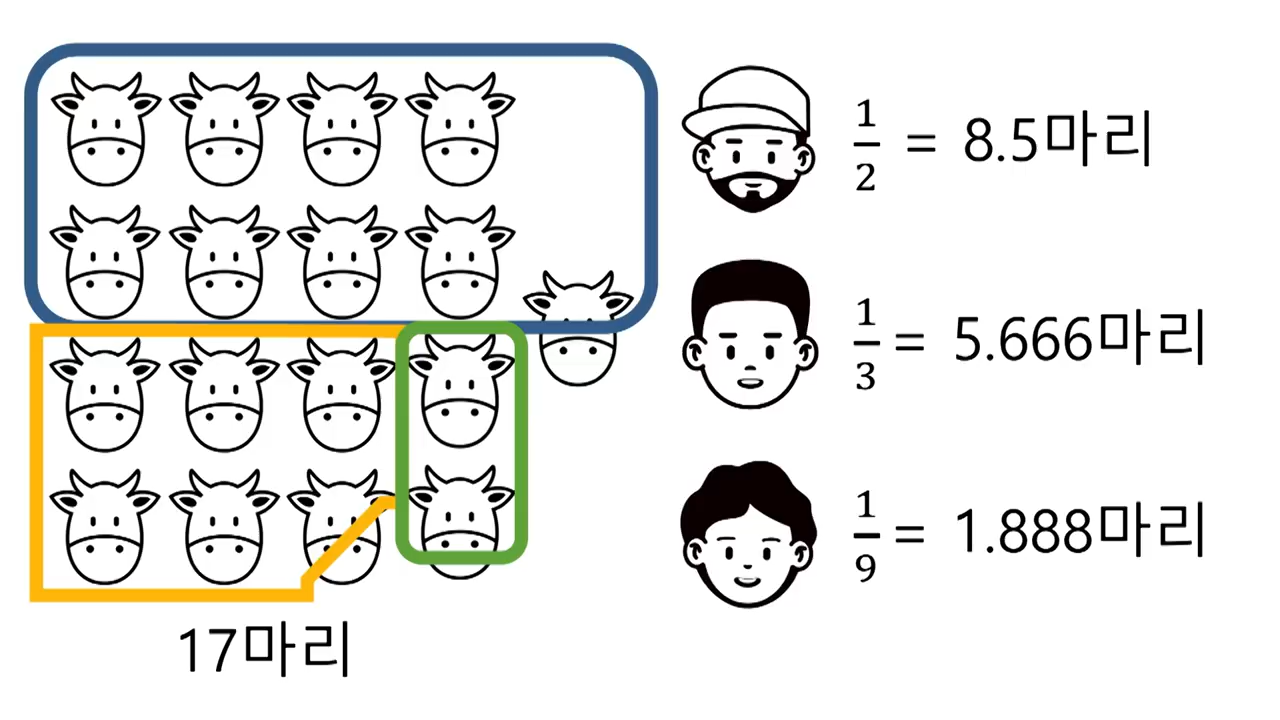 1/2 = 8.5마리
1/3 = 5.666마리
1/9 = 1.888마리
17마리